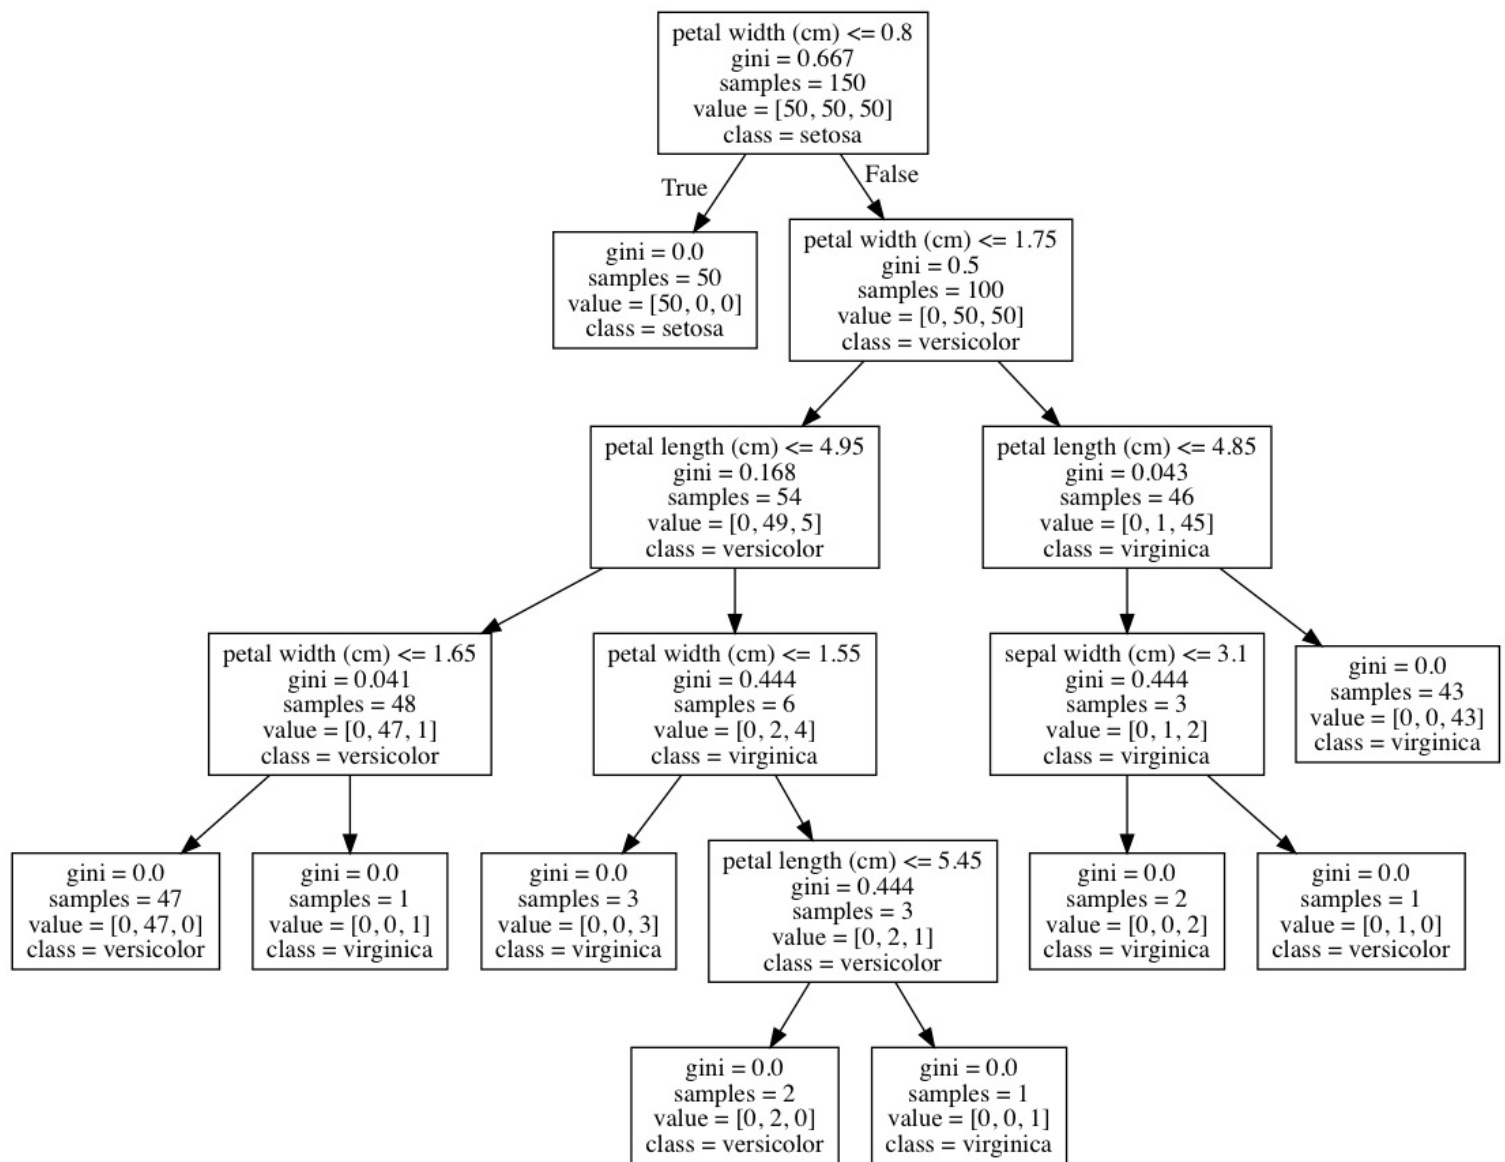 petal width (cm) <= 0.8
gini = 0.667
samples = 150
value = [50, 50, 50]
class = setosa
True
False
gini = 0.0
samples = 50
value = [50, 0, 0]
class = setosa
petal width (cm) <= 1.75
gini = 0.5
samples = 100
value = [0, 50, 50]
class = versicolor
petal length (cm) <= 4.95
gini = 0.168
samples = 54
value = [0, 49, 5]
class = versicolor
petal length (cm) <= 4.85
gini = 0.043
samples = 46
value = [0, 1, 45]
class = virginica
petal width (cm) <= 1.65
gini = 0.041
samples = 48
value = [0, 47, 1]
class = versicolor
petal width (cm) <= 1.55
gini = 0.444
samples = 6
value = [0, 2, 4]
class = virginica
sepal width (cm) <= 3.1
gini = 0.444
samples = 3
value = [0, 1, 2]
class = virginica
gini = 0.0
samples = 43
value = [0, 0, 43]
class = virginica
gini = 0.0
samples = 47
value = [0, 47, 0]
class = versicolor
gini = 0.0
samples = 1
value = [0, 0, 1]
class = virginica
gini = 0.0
samples = 3
value = [0, 0, 3]
class = virginica
petal length (cm) <= 5.45
gini = 0.444
samples = 3
value = [0, 2, 1]
class = versicolor
gini = 0.0
samples = 2
value = [0, 0, 2]
class = virginica
gini = 0.0
samples = 1
value = [0, 1, 0]
class = versicolor
gini = 0.0
samples = 2
value = [0, 2, 0]
class = versicolor
gini = 0.0
samples = 1
value = [0, 0, 1]
class = virginica